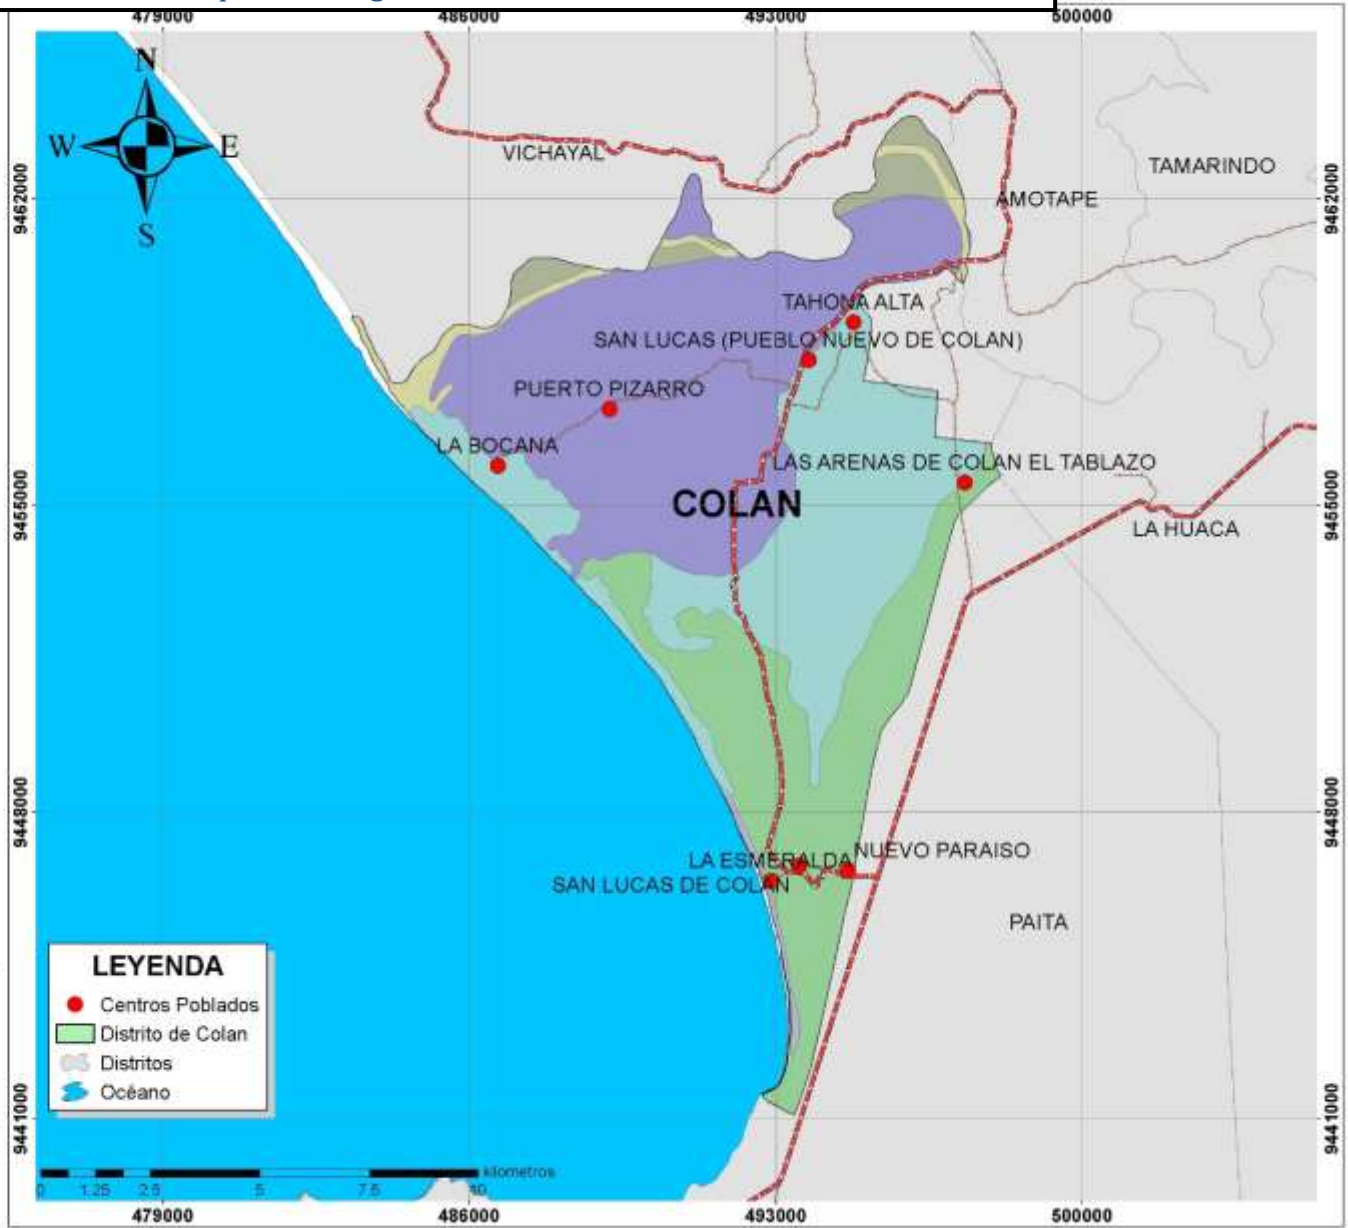 479000
486000
493000
500000
N
W
E
S
VICHAYAL
TAMARINDO
AMOTAPE
9462000
9462000
TAHONA ALTA
SAN LUCAS (PUEBLO NUEVO DE COLAN)
PUERTO PIZARRO
LA BOCANA
LAS ARENAS DE COLAN EL TABLAZO
COLAN
9455000
9455000
LA HUACA
9448000
9448000
LA ESMERALDA
NUEVO PARAISO
SAN LUCAS DE COLAN
PAITA
LEYENDA
Centros Poblados
Distrito de Colan
Distritos
Océano
9441000
9441000
kilometros
0 1.25 2.5 5 7.5 10
479000
486000
493000
500000